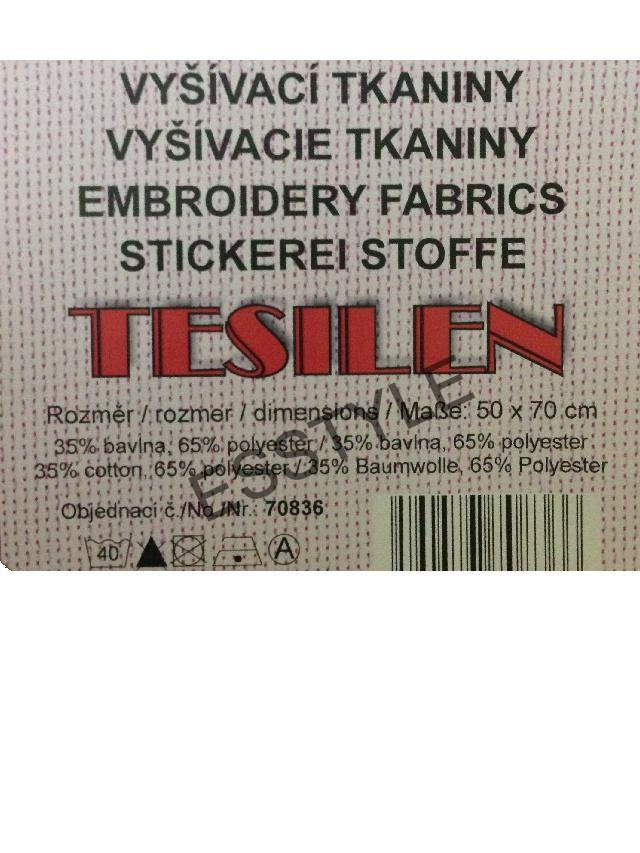 VYŠÍVACÍ TKANINY
VYŠÍVACIE TKANINY
EMBROIDERY FABRICS
STICKEREI STOFFE
TESILEN
Rozměr / rozmer / dimensions / Maße: 50 x 70 cm
35% bavlna, 65% polyester / 35% bavlna, 65% polyester
35% cotton, 65% polyester / 35% Baumwolle, 65% Polyester
Objednací č./No./Nr.: 70836
40 A
ESSTYLE